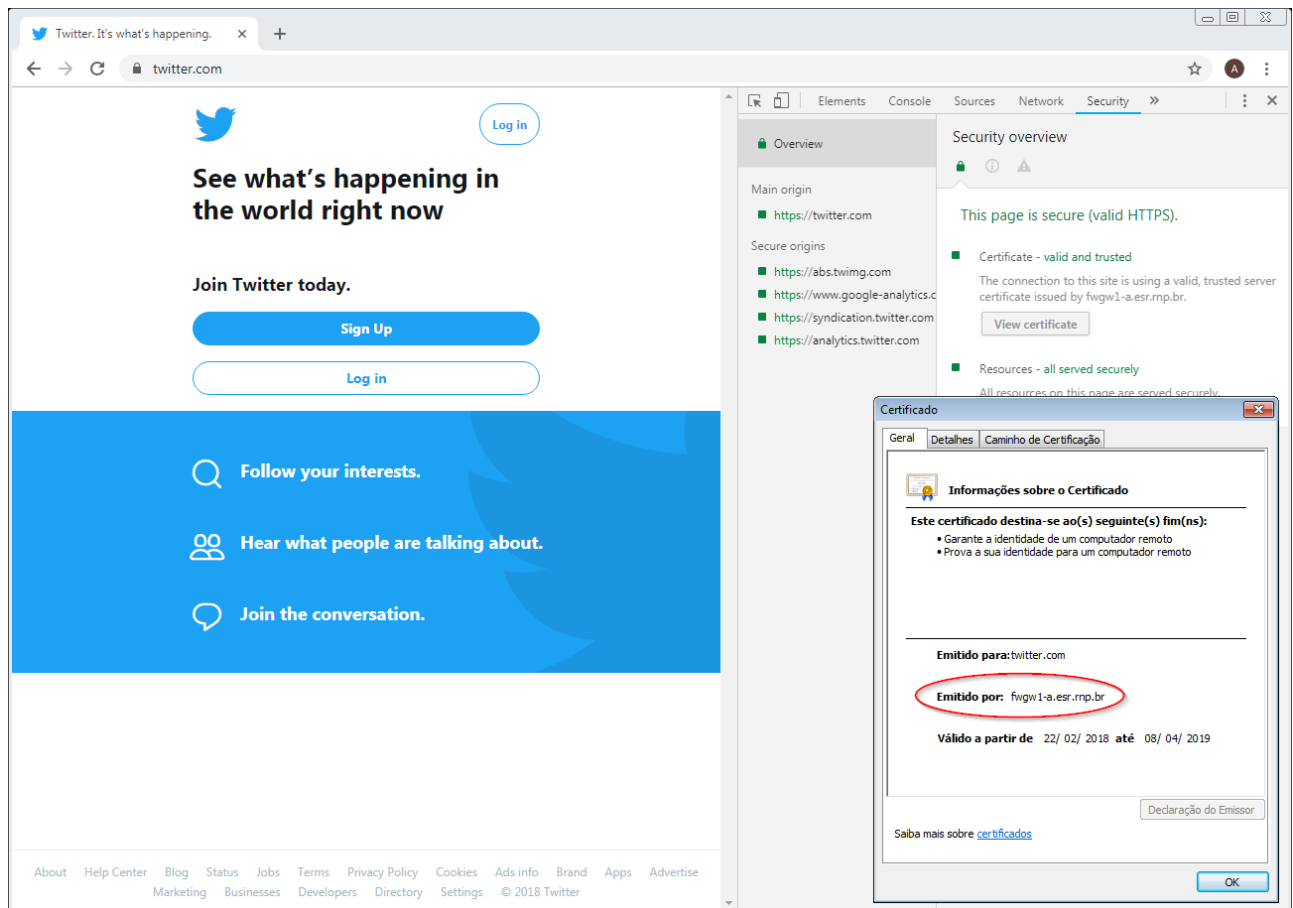 Twitter. It's what's happening.
twitter.com
Log in
See what's happening in
the world right now
Join Twitter today.
Sign Up
Log in
Follow your interests.
Hear what people are talking about.
Join the conversation.
About Help Center Blog Status Jobs Terms Privacy Policy Cookies Ads info Brand Apps Advertise
Marketing Businesses Developers Directory Settings © 2018 Twitter
Elements Console Sources Network Security »
Overview
Main origin
https://twitter.com
Secure origins
https://abs.twimg.com
https://www.google-analytics.c
https://syndication.twitter.com
https://analytics.twitter.com
Security overview
This page is secure (valid HTTPS).
Certificate - valid and trusted
The connection to this site is using a valid, trusted server
certificate issued by fwgw1-a.esr.rnp.br.
View certificate
Resources - all served securely
All resources on this page are served securely.
Certificado
Geral Detalhes Caminho de Certificação
Informações sobre o Certificado
Este certificado destina-se ao(s) seguinte(s) fim(ns):
• Garante a identidade de um computador remoto
• Prova a sua identidade para um computador remoto
Emitido para: twitter.com
Emitido por: fwgw1-a.esr.rnp.br
Válido a partir de 22/ 02/ 2018 até 08/ 04/ 2019
Declaração do Emissor
Saiba mais sobre certificados
OK
A